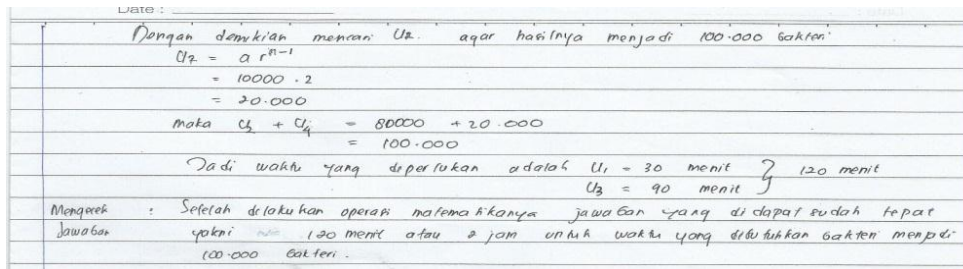 Date :
Dengan demikian mencari U2. agar hasilnya menjadi 100.000 bakteri
U2 = a r^n-1
= 10000 . 2
= 20.000
maka U3 + U4 = 80000 + 20.000
= 100.000
Jadi waktu yang diperlukan adalah U1 = 30 menit } 120 menit
U3 = 90 menit
Mengecek : Setelah dilakukan operasi matematikanya jawaban yang di dapat sudah tepat
Jawaban yakni 120 menit atau 2 jam untuk waktu yang dibutuhkan bakteri menjadi
100.000 bakteri.